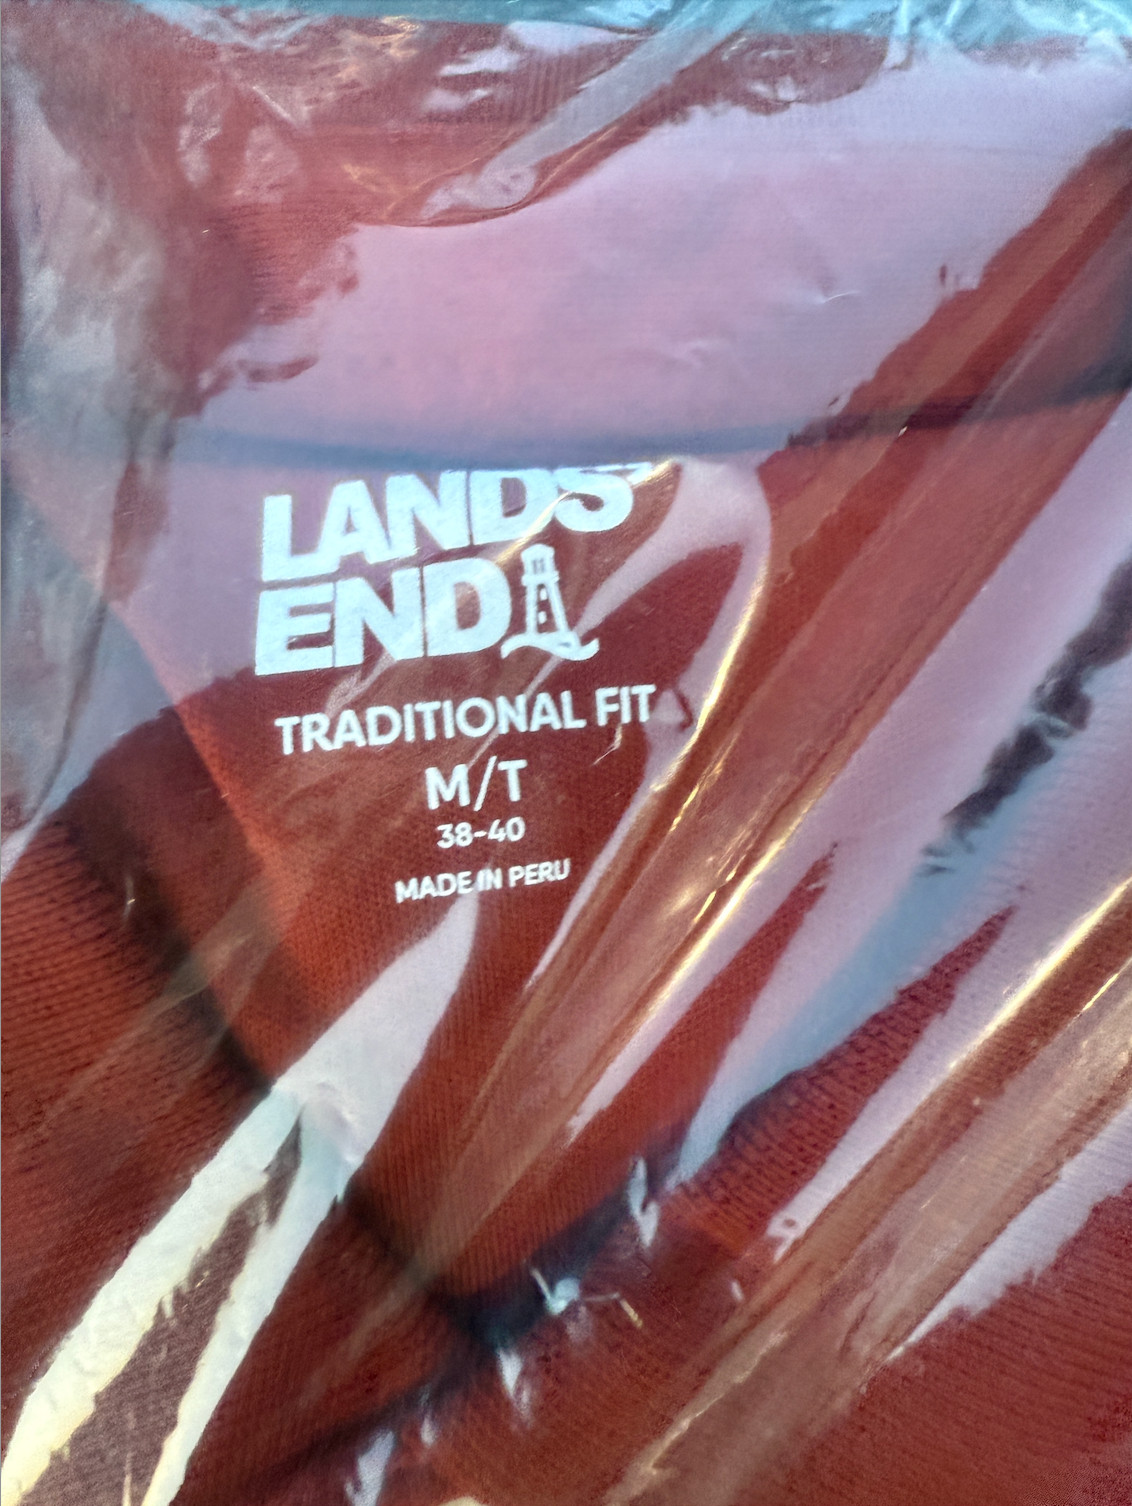 LANDS'
END
TRADITIONAL FIT
M/T
38-40
MADE IN PERU